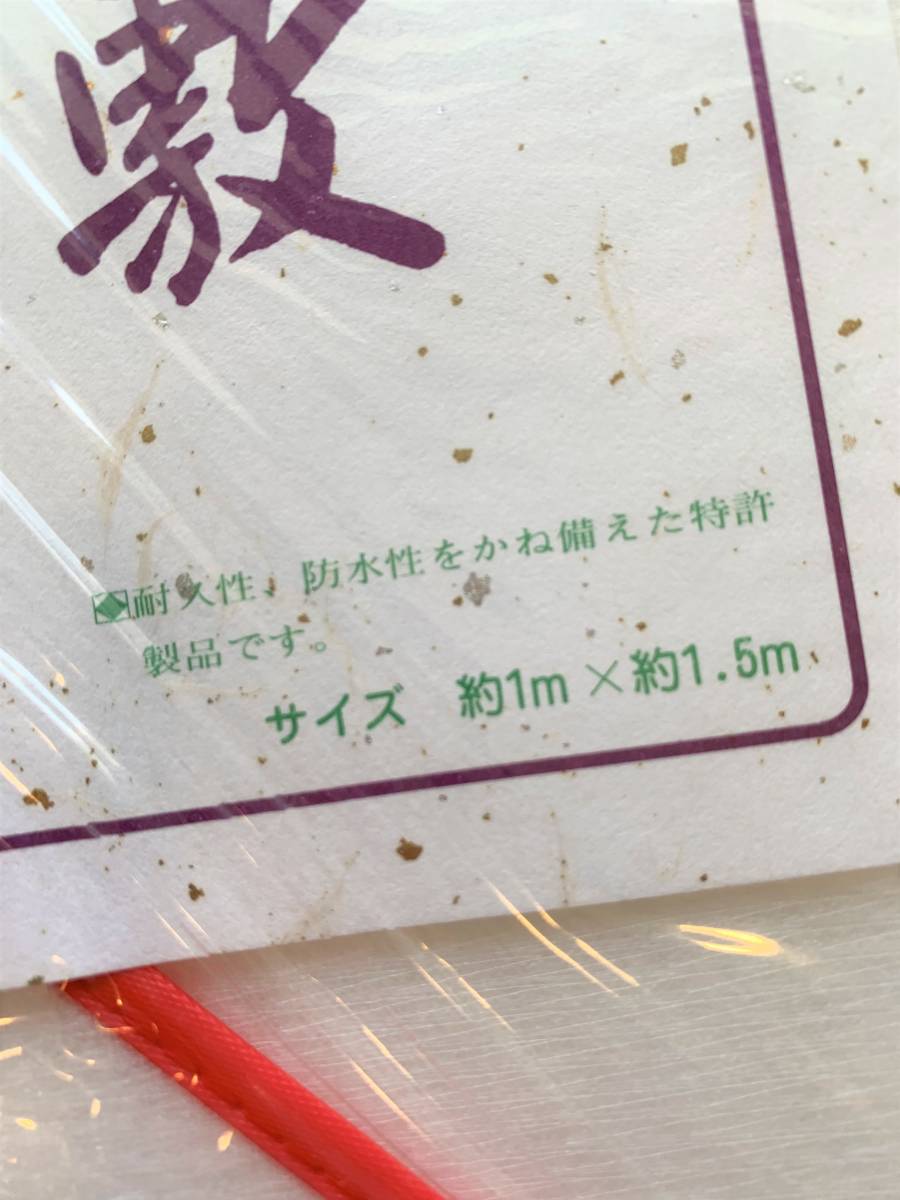 敷
◈耐久性、防水性をかね備えた特許
製品です。
サイズ　約1m×約1.5m